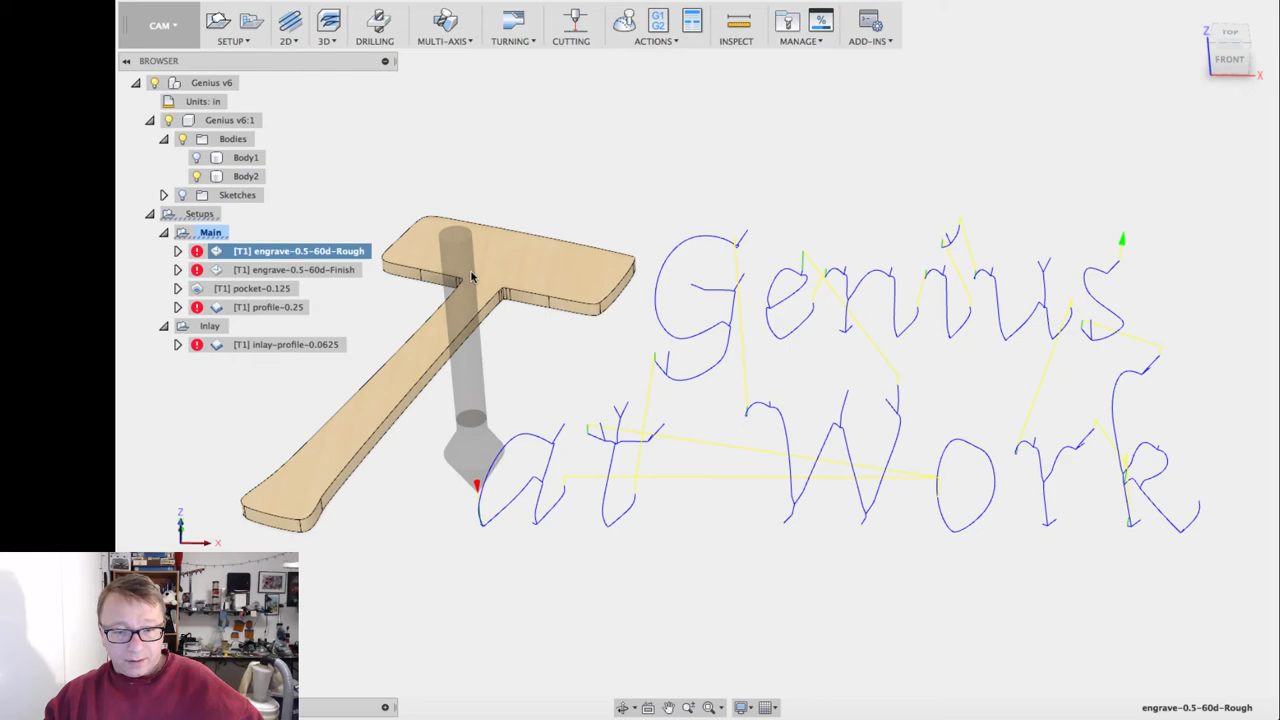 CAM
SETUP
2D
3D
DRILLING
MULTI-AXIS
TURNING
CUTTING
G1
G2
ACTIONS
INSPECT
MANAGE
ADD-INS
BROWSER
Genius v6
Units: in
Genius v6:1
Bodies
Body1
Body2
Sketches
Setups
Main
[T1] engrave-0.5-60d-Rough
[T1] engrave-0.5-60d-Finish
[T1] pocket-0.125
[T1] profile-0.25
Inlay
[T1] inlay-profile-0.0625
TOP
FRONT
Z
X
Genius
at Work
Z
X
engrave-0.5-60d-Rough